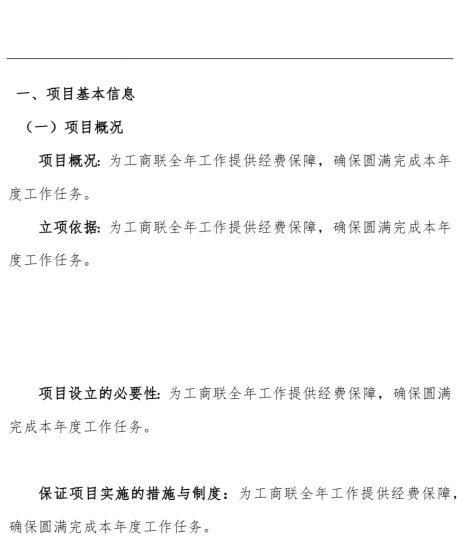 一、项目基本信息
（一）项目概况
项目概况: 为工商联全年工作提供经费保障，确保圆满完成本年
度工作任务。
立项依据: 为工商联全年工作提供经费保障，确保圆满完成本年
度工作任务。
项目设立的必要性: 为工商联全年工作提供经费保障，确保圆满
完成本年度工作任务。
保证项目实施的措施与制度：为工商联全年工作提供经费保障，
确保圆满完成本年度工作任务。